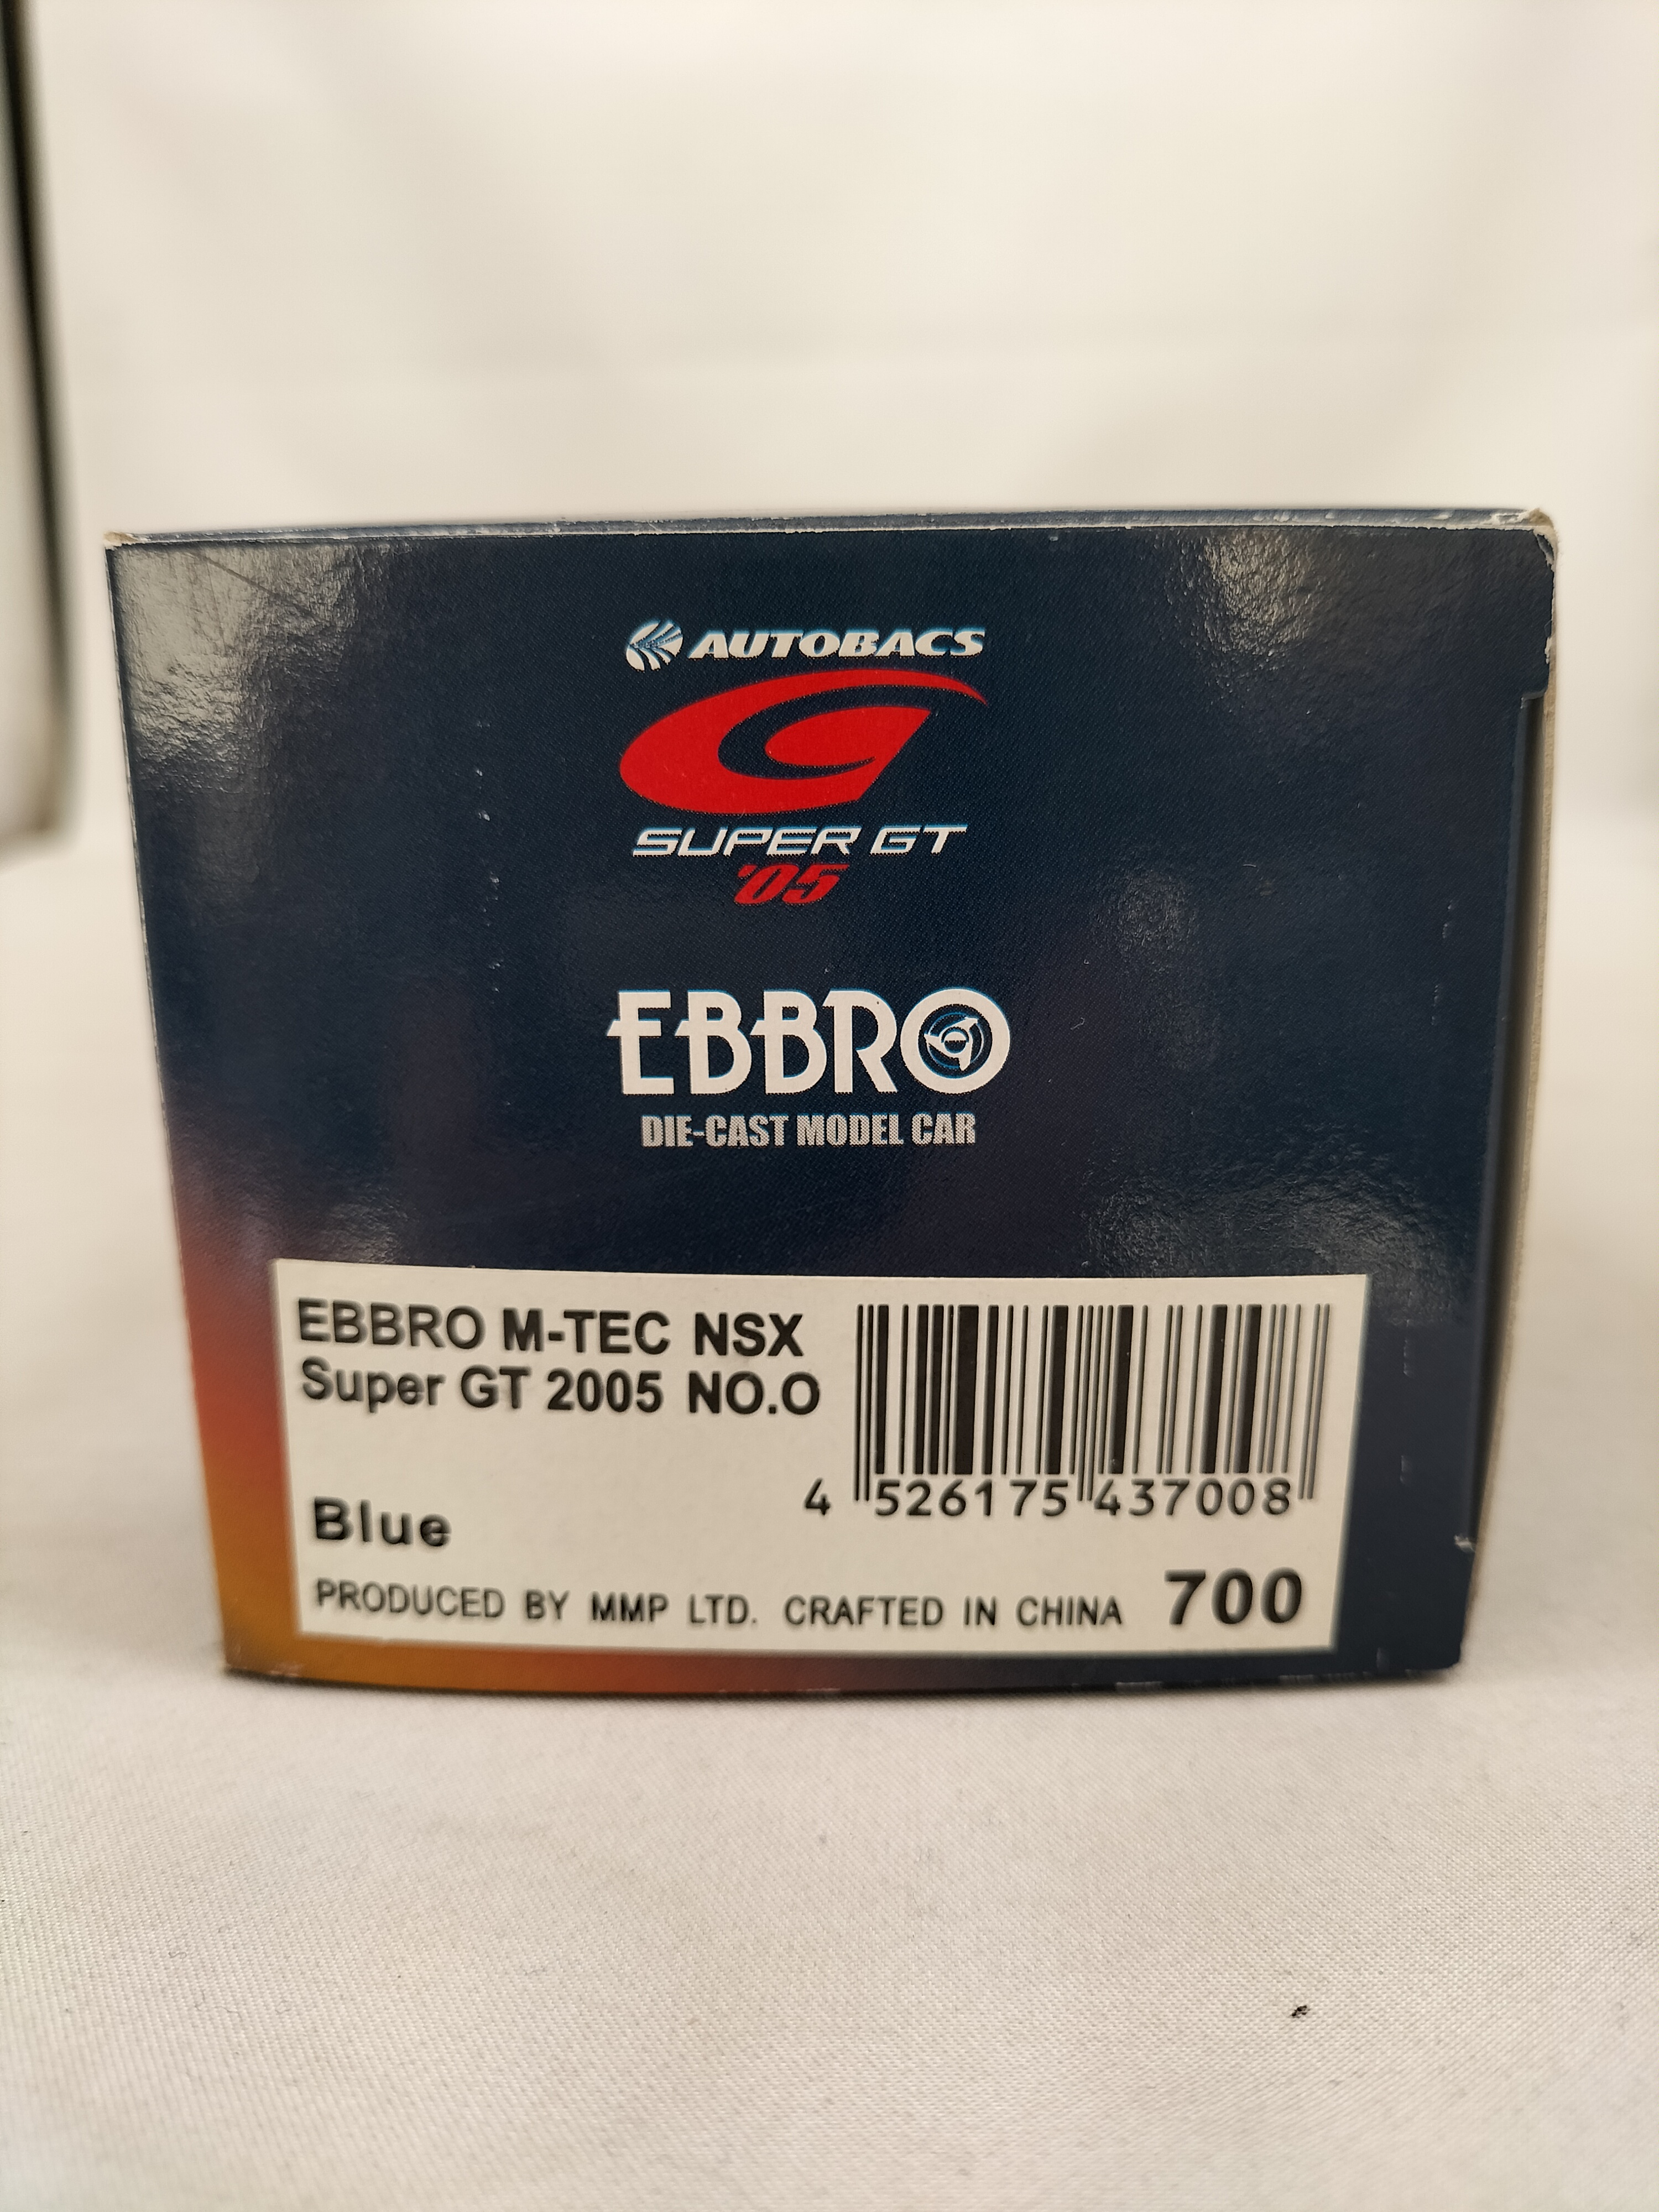 AUTOBACS
SUPER GT
'05
EBBRO
DIE-CAST MODEL CAR
EBBRO M-TEC NSX
Super GT 2005 NO.O
Blue
4 526175 437008
PRODUCED BY MMP LTD. CRAFTED IN CHINA 700